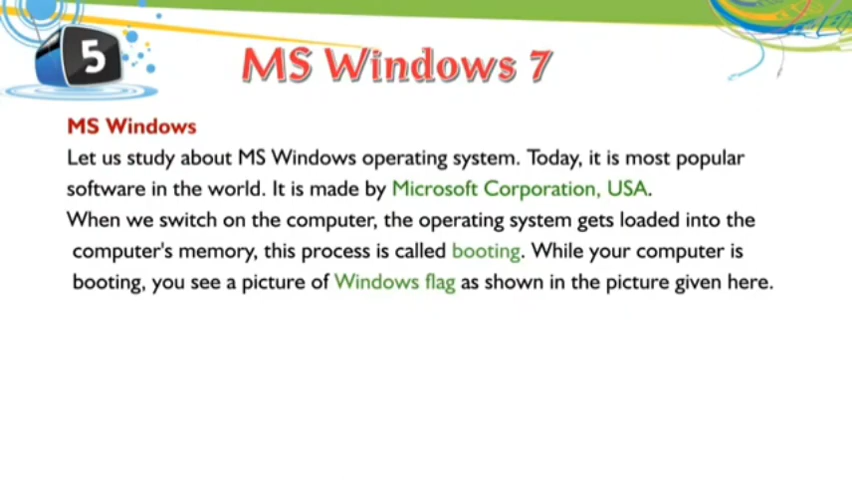 5
MS Windows 7
MS Windows
Let us study about MS Windows operating system. Today, it is most popular
software in the world. It is made by Microsoft Corporation, USA.
When we switch on the computer, the operating system gets loaded into the
computer's memory, this process is called booting. While your computer is
booting, you see a picture of Windows flag as shown in the picture given here.